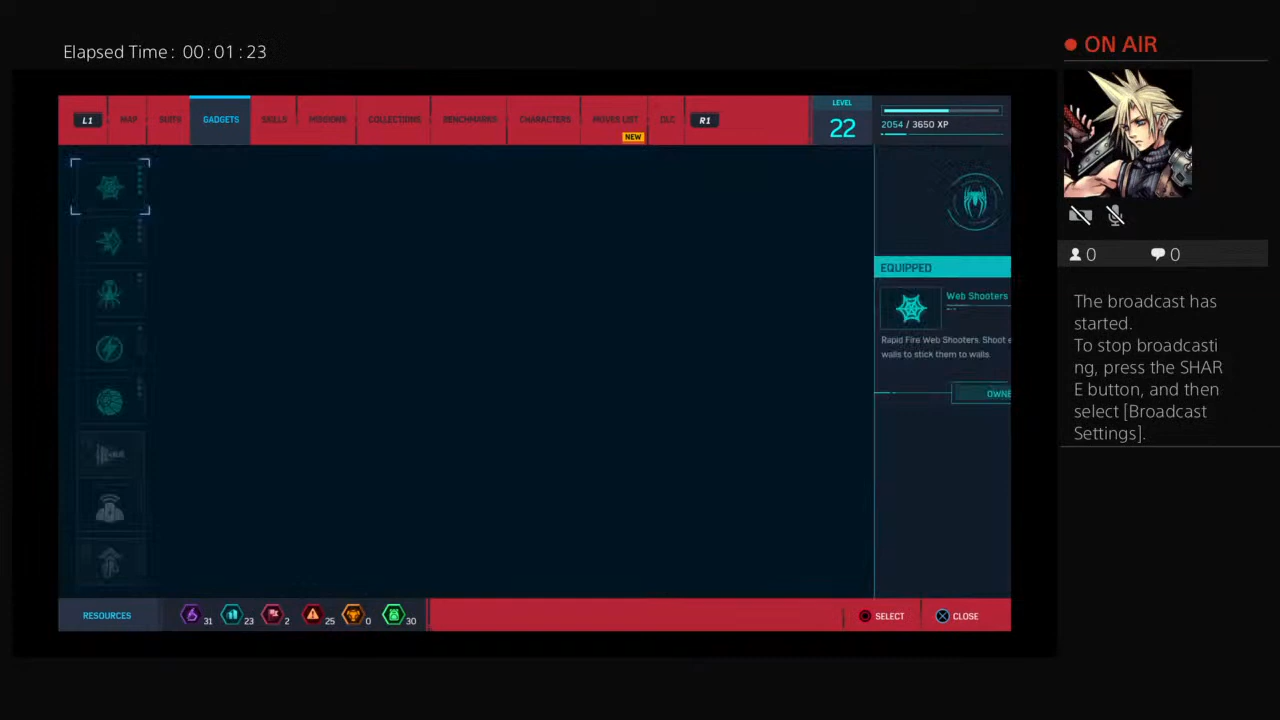 Elapsed Time: 00:01:23
ON AIR
L1 MAP SUITS GADGETS SKILLS MISSIONS COLLECTIONS BENCHMARKS CHARACTERS MOVES LIST DLC R1
NEW
LEVEL
22
2054 / 3650 XP
0 0
EQUIPPED
Web Shooters
Rapid Fire Web Shooters. Shoot e
walls to stick them to walls.
OWNE
The broadcast has
started.
To stop broadcasti
ng, press the SHAR
E button, and then
select [Broadcast
Settings].
RESOURCES 31 23 2 25 0 30 SELECT CLOSE